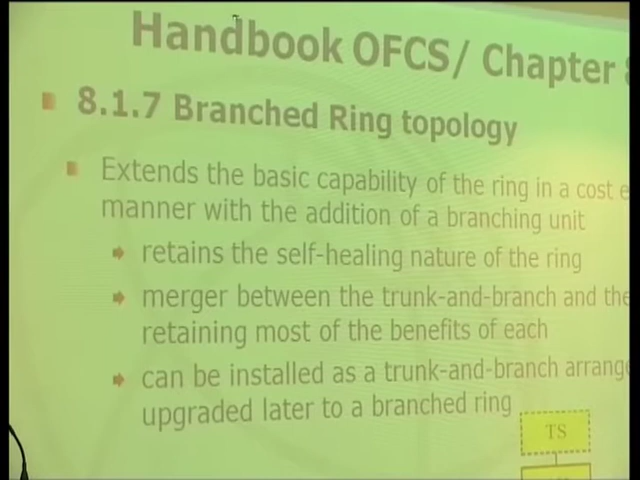 Handbook OFCS/ Chapter
8.1.7 Branched Ring topology
Extends the basic capability of the ring in a cost
manner with the addition of a branching unit
retains the self-healing nature of the ring
merger between the trunk-and-branch and the
retaining most of the benefits of each
can be installed as a trunk-and-branch
upgraded later to a branched ring
TS